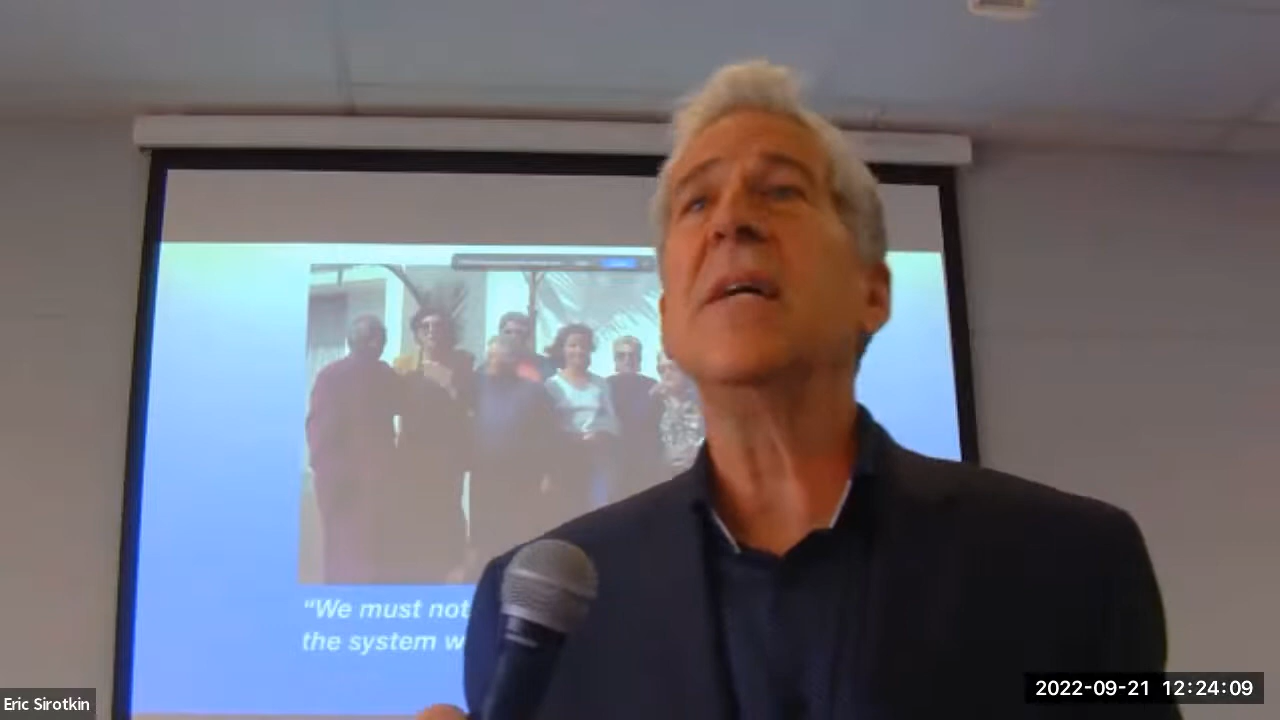 “We must not
the system w
Eric Sirotkin
2022-09-21 12:24:09